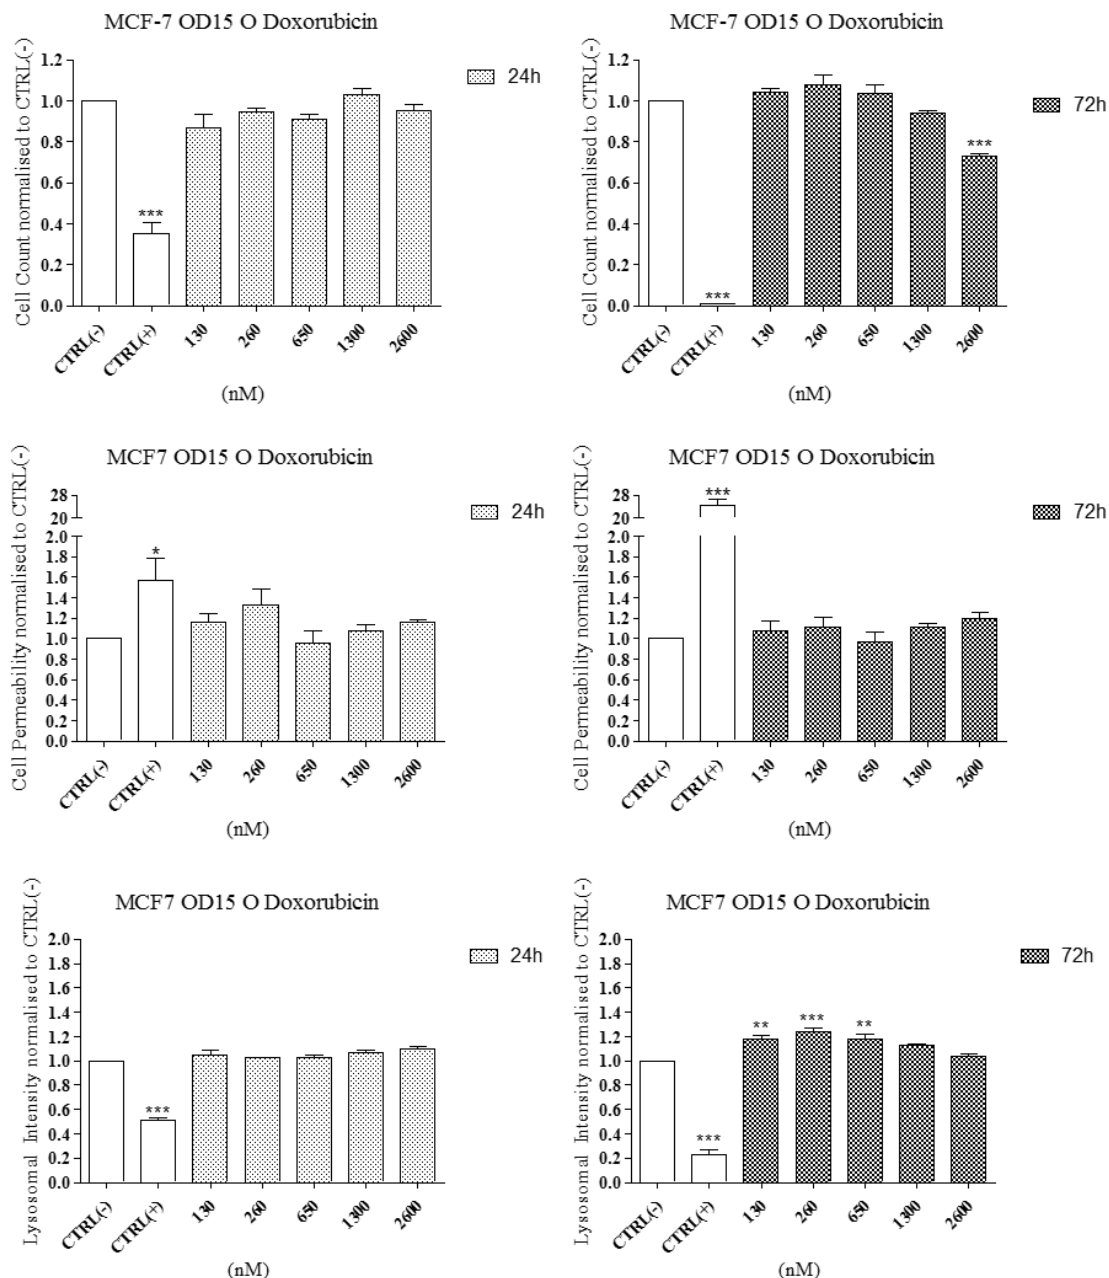 MCF-7 OD15 O Doxorubicin
Cell Count normalised to CTRL(-)
1.2
1.0
0.8
0.6
0.4
0.2
0.0
***
24h
CTRL(-)
CTRL(+)
130
260
650
1300
2600
(nM)
MCF-7 OD15 O Doxorubicin
Cell Count normalised to CTRL(-)
1.2
1.0
0.8
0.6
0.4
0.2
0.0
***
***
72h
CTRL(-)
CTRL(+)
130
260
650
1300
2600
(nM)
MCF7 OD15 O Doxorubicin
Cell Permeability normalised to CTRL(-)
28
20
2.0
1.8
1.6
1.4
1.2
1.0
0.8
0.6
0.4
0.2
0.0
*
24h
CTRL(-)
CTRL(+)
130
260
650
1300
2600
(nM)
MCF7 OD15 O Doxorubicin
Cell Permeability normalised to CTRL(-)
28
20
2.0
1.8
1.6
1.4
1.2
1.0
0.8
0.6
0.4
0.2
0.0
***
72h
CTRL(-)
CTRL(+)
130
260
650
1300
2600
(nM)
MCF7 OD15 O Doxorubicin
Lysosomal Intensity normalised to CTRL(-)
2.0
1.8
1.6
1.4
1.2
1.0
0.8
0.6
0.4
0.2
0.0
***
24h
CTRL(-)
CTRL(+)
130
260
650
1300
2600
(nM)
MCF7 OD15 O Doxorubicin
Lysosomal Intensity normalised to CTRL(-)
2.0
1.8
1.6
1.4
1.2
1.0
0.8
0.6
0.4
0.2
0.0
***
**
***
**
72h
CTRL(-)
CTRL(+)
130
260
650
1300
2600
(nM)